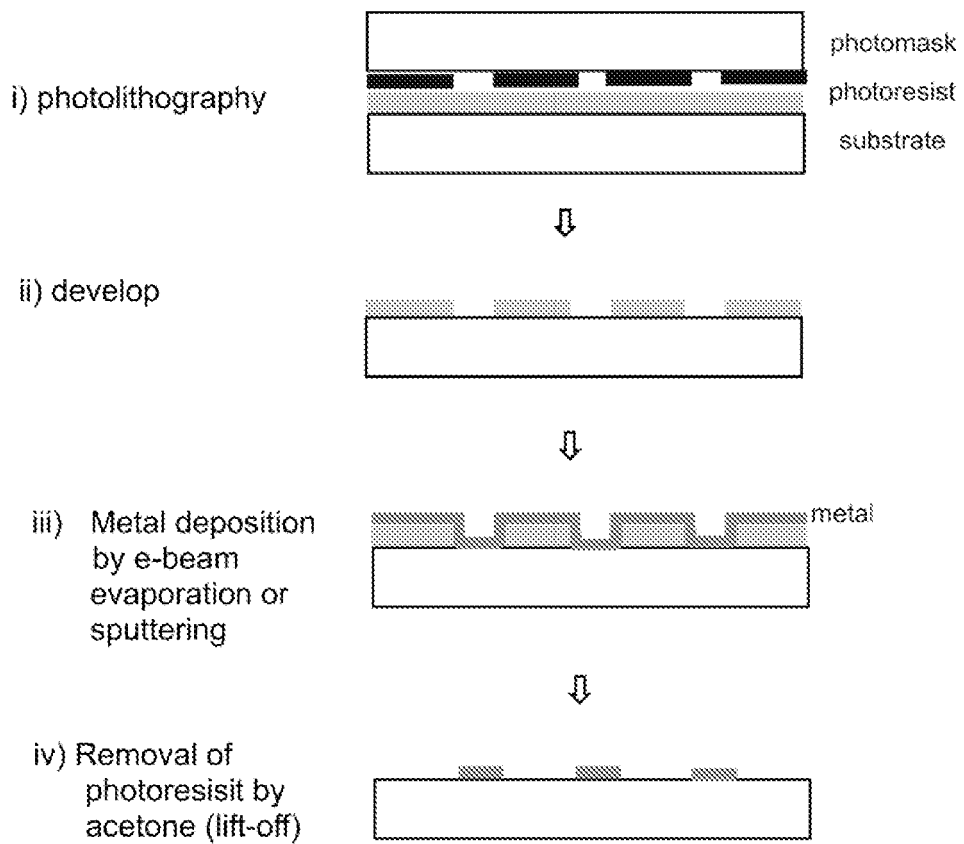 photomask
i) photolithography
photoresist
substrate
ii) develop
iii) Metal deposition
metal
by e-beam
evaporation or
sputtering
iv) Removal of
photoresisit by
acetone (lift-off)